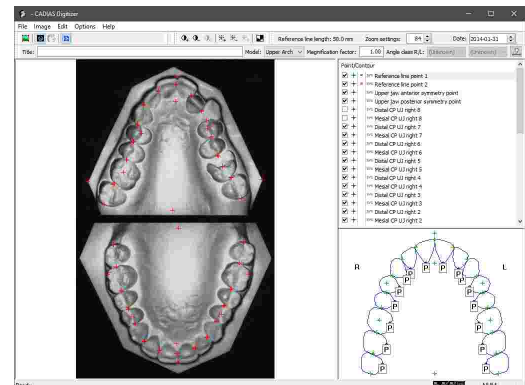 - CADIAS Digitizer
File Image Edit Options Help
Reference line length: 50.0 mm Zoom settings: 84 Date: 2014-01-31
Title: Model: Upper Arch Magnification factor: 1.00 Angle class R/L: (Unknown) (Unknown)
Point/Contour
Reference line point 1
Reference line point 2
Upper jaw anterior symmetry point
Upper jaw posterior symmetry point
Distal CP UJ right 8
Mesial CP UJ right 8
Distal CP UJ right 7
Mesial CP UJ right 7
Distal CP UJ right 6
Mesial CP UJ right 6
Distal CP UJ right 5
Mesial CP UJ right 5
Distal CP UJ right 4
Mesial CP UJ right 4
Distal CP UJ right 3
Mesial CP UJ right 3
Distal CP UJ right 2
Mesial CP UJ right 2
R L
P P P P
P P
P P
P P
P P
P P
Ready
NUM